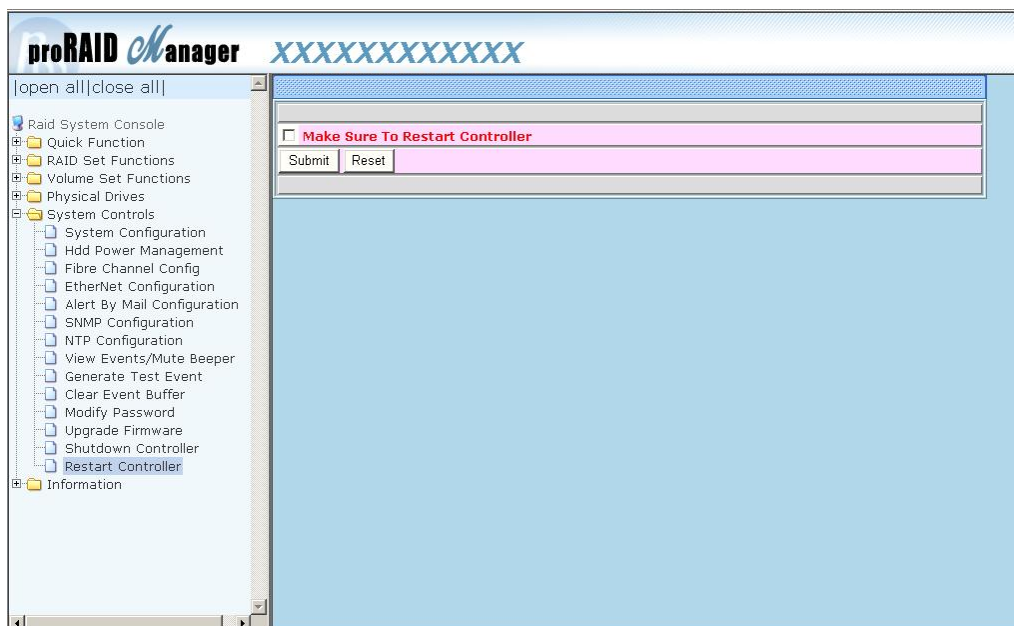 proRAID Manager XXXXXXXXXXXX
|open all|close all|
Raid System Console
Quick Function
RAID Set Functions
Volume Set Functions
Physical Drives
System Controls
System Configuration
Hdd Power Management
Fibre Channel Config
EtherNet Configuration
Alert By Mail Configuration
SNMP Configuration
NTP Configuration
View Events/Mute Beeper
Generate Test Event
Clear Event Buffer
Modify Password
Upgrade Firmware
Shutdown Controller
Restart Controller
Information
Make Sure To Restart Controller
Submit Reset